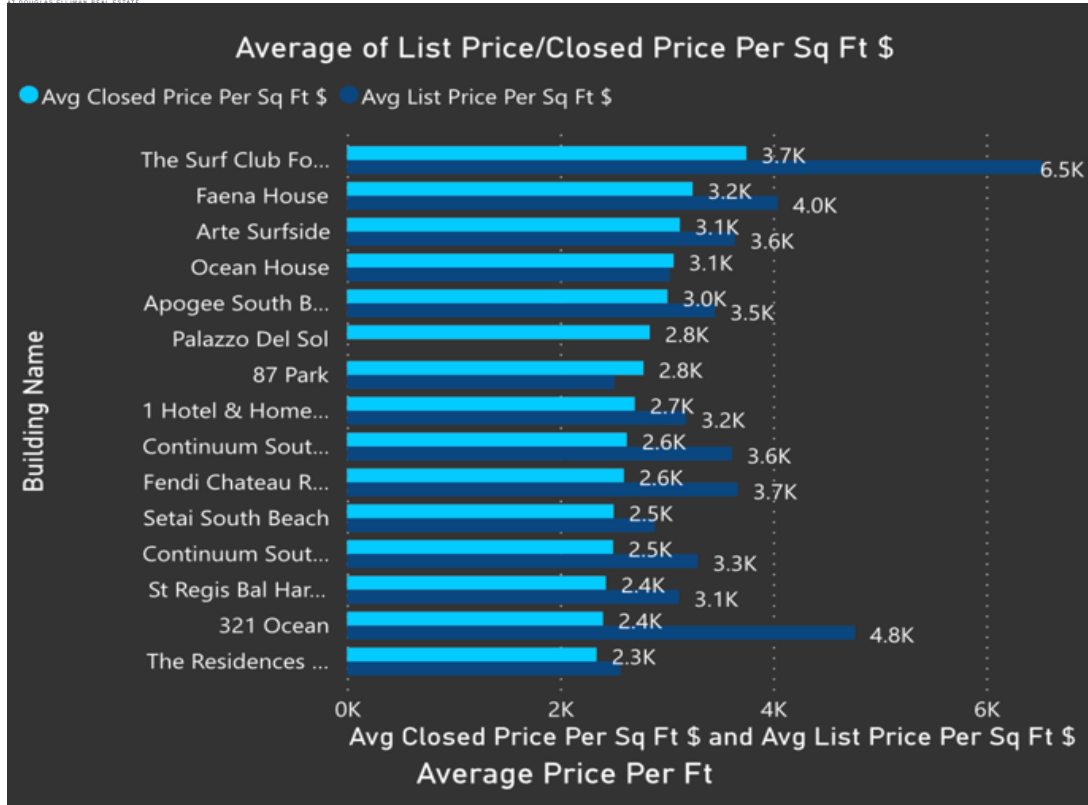 AT DOUGLAS ELLIMAN REAL ESTATE
Average of List Price/Closed Price Per Sq Ft $
Avg Closed Price Per Sq Ft $ Avg List Price Per Sq Ft $
Building Name
The Surf Club Fo... 3.7K 6.5K
Faena House 3.2K 4.0K
Arte Surfside 3.1K 3.6K
Ocean House 3.1K
Apogee South B... 3.0K 3.5K
Palazzo Del Sol 2.8K
87 Park 2.8K
1 Hotel & Home... 2.7K 3.2K
Continuum Sout... 2.6K 3.6K
Fendi Chateau R... 2.6K 3.7K
Setai South Beach 2.5K
Continuum Sout... 2.5K 3.3K
St Regis Bal Har... 2.4K 3.1K
321 Ocean 2.4K 4.8K
The Residences ... 2.3K
0K 2K 4K 6K
Avg Closed Price Per Sq Ft $ and Avg List Price Per Sq Ft $
Average Price Per Ft